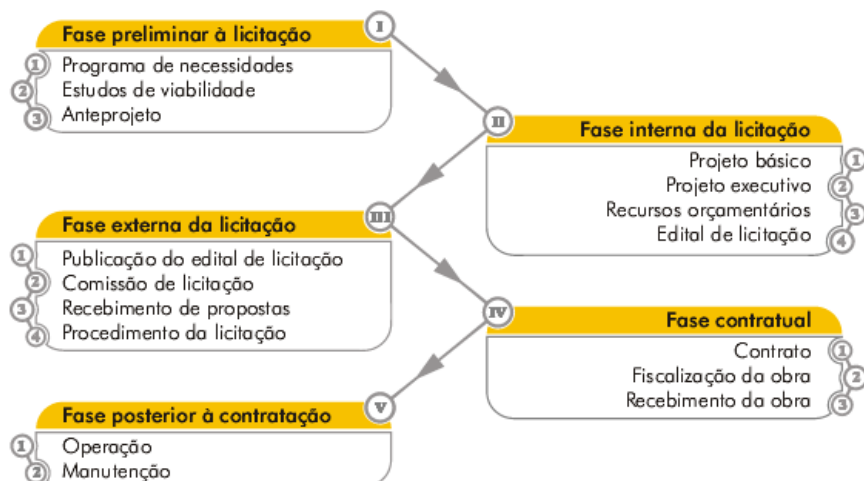 I
Fase preliminar à licitação
1 Programa de necessidades
2 Estudos de viabilidade
3 Anteprojeto
II
Fase interna da licitação
Projeto básico 1
Projeto executivo 2
Recursos orçamentários 3
Edital de licitação 4
III
Fase externa da licitação
1 Publicação do edital de licitação
2 Comissão de licitação
3 Recebimento de propostas
4 Procedimento da licitação
IV
Fase contratual
Contrato 1
Fiscalização da obra 2
Recebimento da obra 3
V
Fase posterior à contratação
1 Operação
2 Manutenção